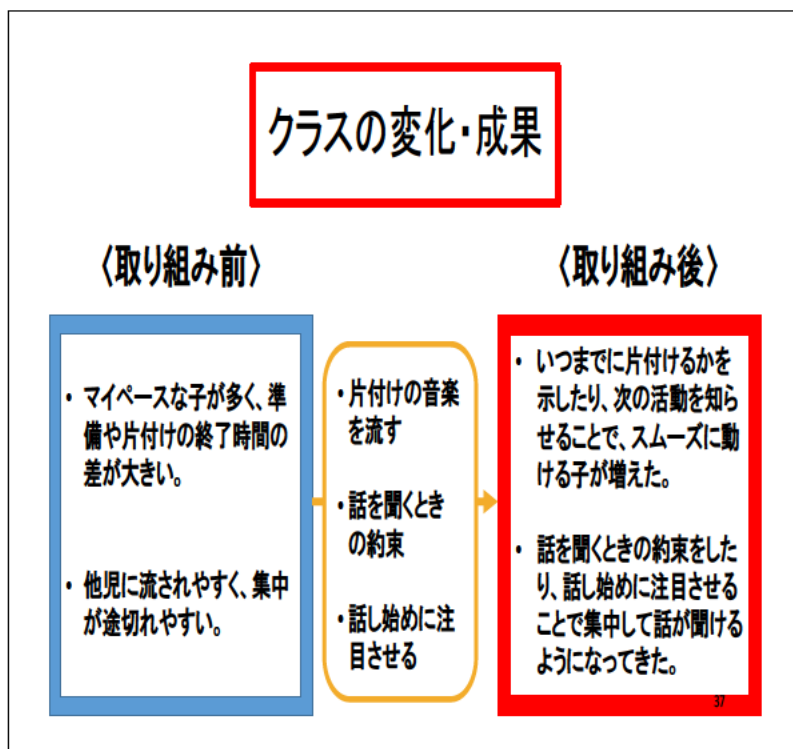 クラスの変化・成果
〈取り組み前〉
・ マイペースな子が多く、準
備や片付けの終了時間の
差が大きい。
・ 他児に流されやすく、集中
が途切れやすい。
・片付けの音楽
を流す
・話を聞くとき
の約束
・話し始めに注
目させる
〈取り組み後〉
・ いつまでに片付けるかを
示したり、次の活動を知ら
せることで、スムーズに動
ける子が増えた。
・ 話を聞くときの約束をした
り、話し始めに注目させる
ことで集中して話が聞ける
ようになってきた。
37